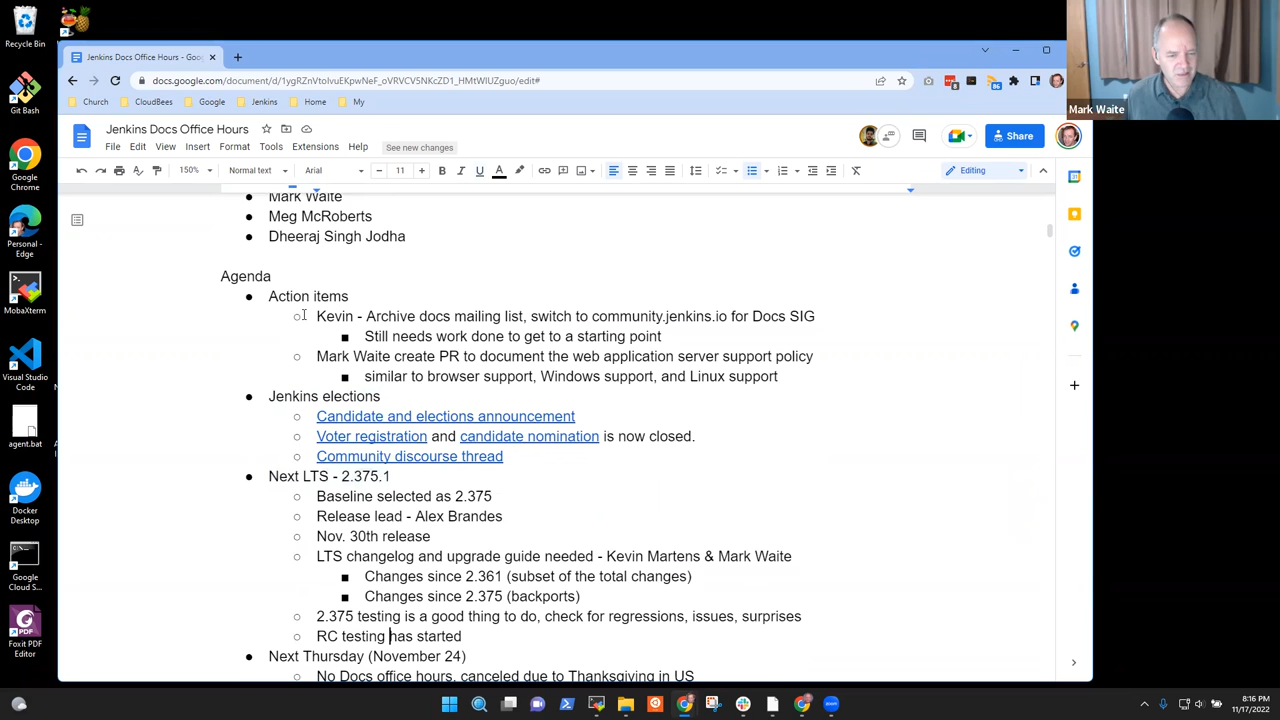 Recycle Bin
Git Bash
Google Chrome
Personal - Edge
MobaXterm
Visual Studio Code
agent.bat
Docker Desktop
Google Cloud S...
Foxit PDF Editor
Jenkins Docs Office Hours - Goo
docs.google.com/document/d/1ygRZnVtoIvuEKpwNeF_oVRVCV5NKcZD1_HMtWIUZguo/edit#
Church
CloudBees
Google
Jenkins
Home
My
Jenkins Docs Office Hours
File Edit View Insert Format Tools Extensions Help
See new changes
Share
150%
Normal text
Arial
11
Editing
Mark Waite
Meg McRoberts
Dheeraj Singh Jodha
Agenda
Action items
Kevin - Archive docs mailing list, switch to community.jenkins.io for Docs SIG
Still needs work done to get to a starting point
Mark Waite create PR to document the web application server support policy
similar to browser support, Windows support, and Linux support
Jenkins elections
Candidate and elections announcement
Voter registration and candidate nomination is now closed.
Community discourse thread
Next LTS - 2.375.1
Baseline selected as 2.375
Release lead - Alex Brandes
Nov. 30th release
LTS changelog and upgrade guide needed - Kevin Martens & Mark Waite
Changes since 2.361 (subset of the total changes)
Changes since 2.375 (backports)
2.375 testing is a good thing to do, check for regressions, issues, surprises
RC testing has started
Next Thursday (November 24)
No Docs office hours, canceled due to Thanksgiving in US
Mark Waite
8:16 PM
11/17/2022